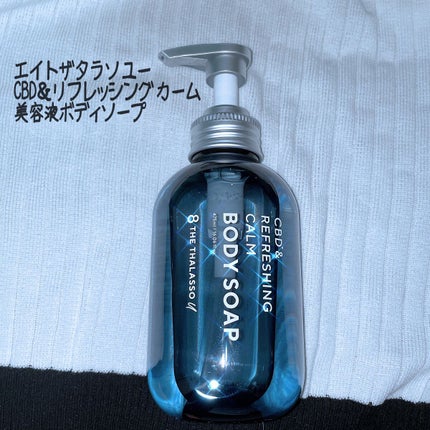 エイトザタラソユー
CBD&リフレッシングカーム
美容液ボディソープ
CBD &
REFRESHING
CALM
BODY SOAP
8 THE THALASSO u